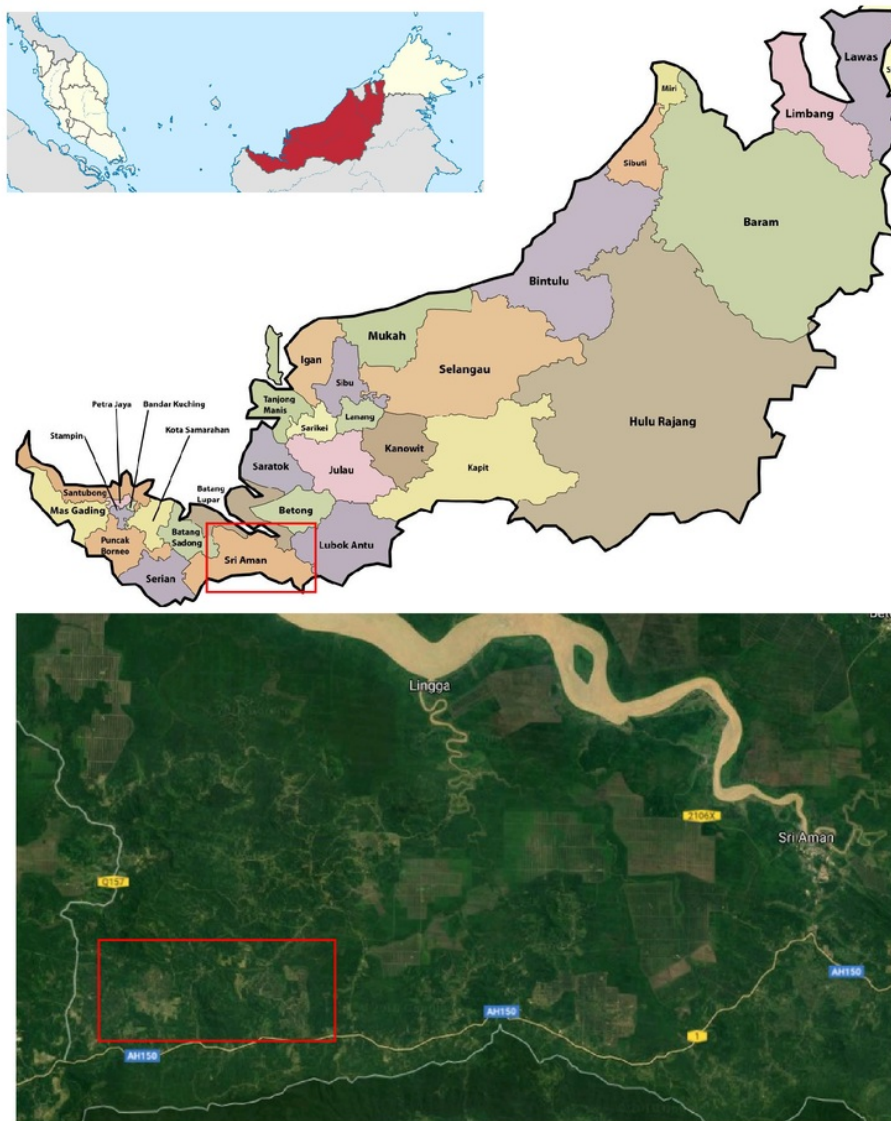 Lawas
S
Miri
Limbang
Sibuti
Baram
Bintulu
Mukah
Igan
Selangau
Sibu
Petra Jaya
Bandar Kuching
Tanjong
Manis
Lanang
Sarikei
Hulu Rajang
Stampin
Kota Samarahan
Kanowit
Saratok
Julau
Kapit
Batang
Lupar
Santubong
Mas Gading
Betong
Batang
Sadong
Puncak
Borneo
Sri Aman
Lubok Antu
Serian
Lingga
2106X
Sri Aman
Q157
AH150
AH150
1
AH150